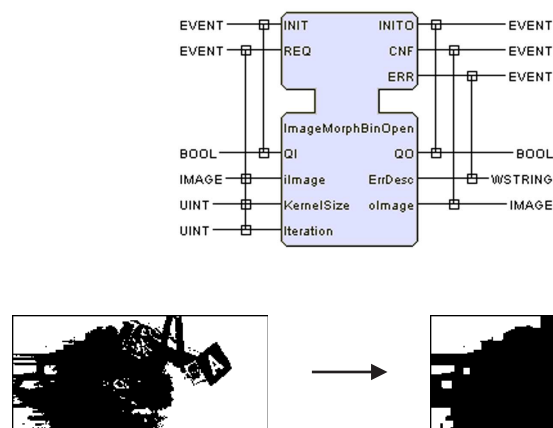 EVENT INIT INITO EVENT
EVENT REQ CNF EVENT
ERR EVENT
ImageMorphBinOpen
BOOL QI QO BOOL
IMAGE iImage ErrDesc WSTRING
UINT KernelSize oImage IMAGE
UINT Iteration
A
A